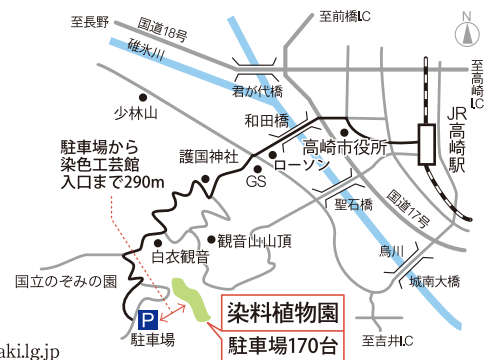 至前橋I.C
N
至長野
国道18号
碓氷川
君が代橋
至高崎I.C
少林山
和田橋
JR高崎駅
高崎市役所
駐車場から
染色工芸館
入口まで290m
護国神社
ローソン
GS
聖石橋
国道17号
白衣観音
観音山山頂
烏川
城南大橋
国立のぞみの園
P
駐車場
染料植物園
駐車場170台
至吉井I.C
aki.lg.jp